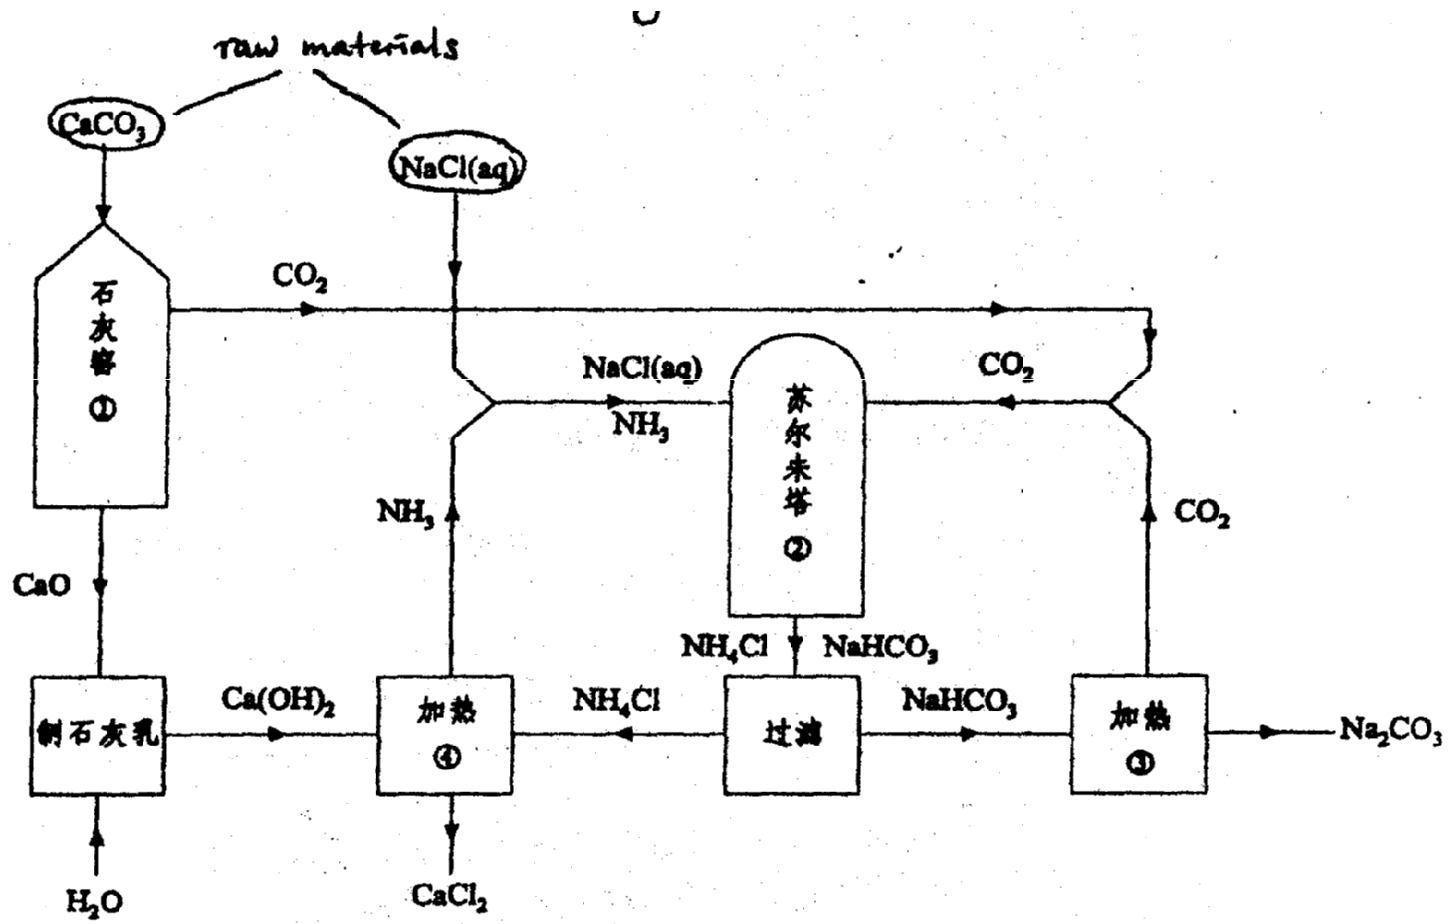 raw materials
CaCO₃
NaCl(aq)
CO₂
石灰窑
①
NaCl(aq)
NH₃
CO₂
苏尔未塔
②
NH₃
CO₂
CaO
NH₄Cl
NaHCO₃
制石灰乳
Ca(OH)₂
加热
④
NH₄Cl
过滤
NaHCO₃
加热
③
Na₂CO₃
H₂O
CaCl₂